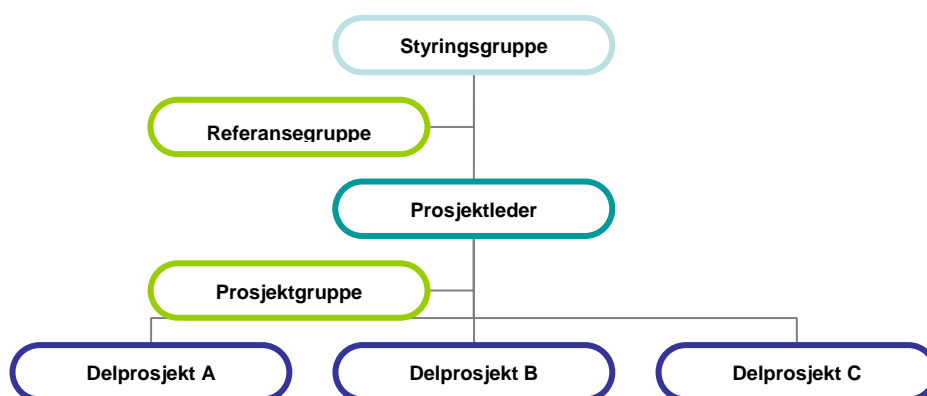 Styringsgruppe
Referansegruppe
Prosjektleder
Prosjektgruppe
Delprosjekt A
Delprosjekt B
Delprosjekt C